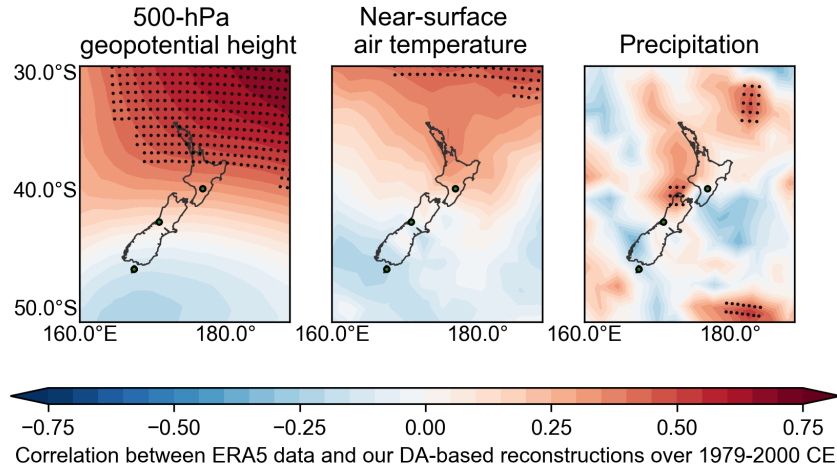 500-hPa
geopotential height
Near-surface
air temperature
Precipitation
30.0°S
40.0°S
50.0°S
160.0°E 180.0° 160.0°E 180.0° 160.0°E 180.0°
−0.75 −0.50 −0.25 0.00 0.25 0.50 0.75
Correlation between ERA5 data and our DA-based reconstructions over 1979-2000 CE